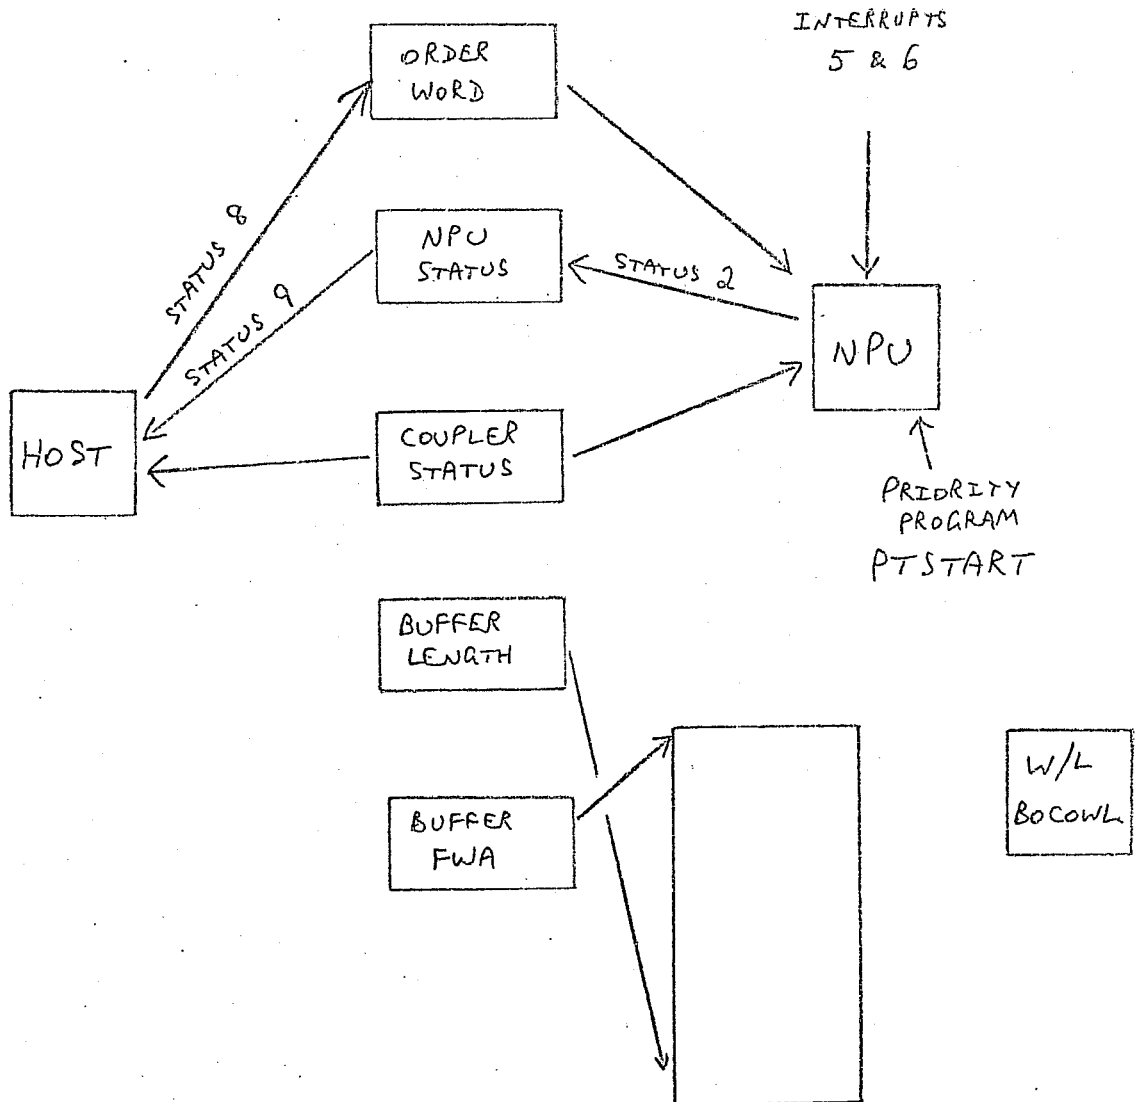 INTERRUPTS
5 & 6
ORDER
WORD
STATUS 8
NPU
STATUS
STATUS 9
STATUS 2
NPU
HOST
COUPLER
STATUS
PRIORITY
PROGRAM
PTSTART
BUFFER
LENGTH
BUFFER
FWA
W/L
BOCOWL